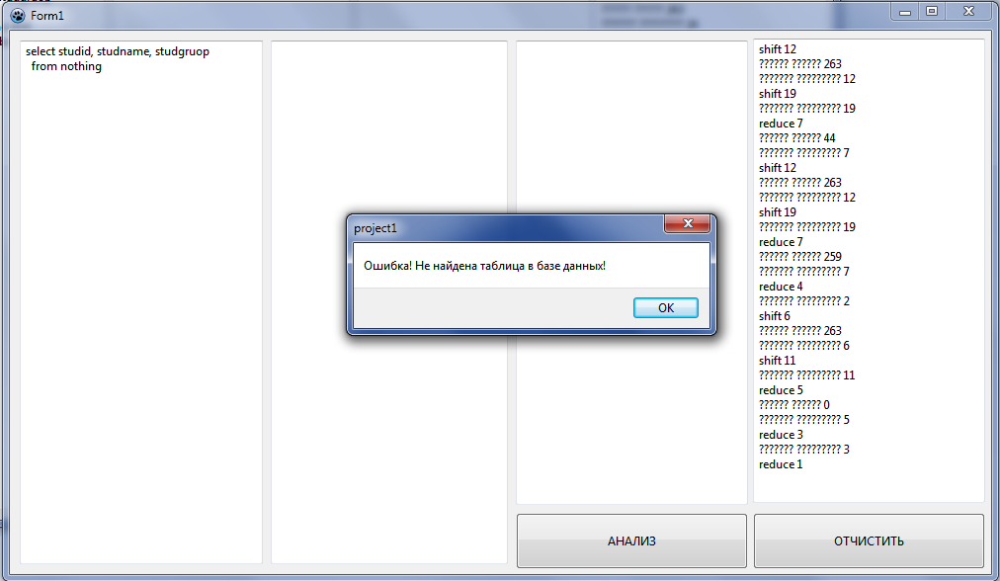 Form1
select studid, studname, studgruop
from nothing
shift 12
?????? ?????? 263
??????? ????????? 12
shift 19
??????? ????????? 19
reduce 7
?????? ?????? 44
??????? ????????? 7
shift 12
?????? ?????? 263
??????? ????????? 12
shift 19
??????? ????????? 19
reduce 7
?????? ?????? 259
??????? ????????? 7
reduce 4
??????? ????????? 2
shift 6
?????? ?????? 263
??????? ????????? 6
shift 11
??????? ????????? 11
reduce 5
?????? ?????? 0
??????? ????????? 5
reduce 3
??????? ????????? 3
reduce 1
project1
Ошибка! Не найдена таблица в базе данных!
OK
АНАЛИЗ
ОТЧИСТИТЬ